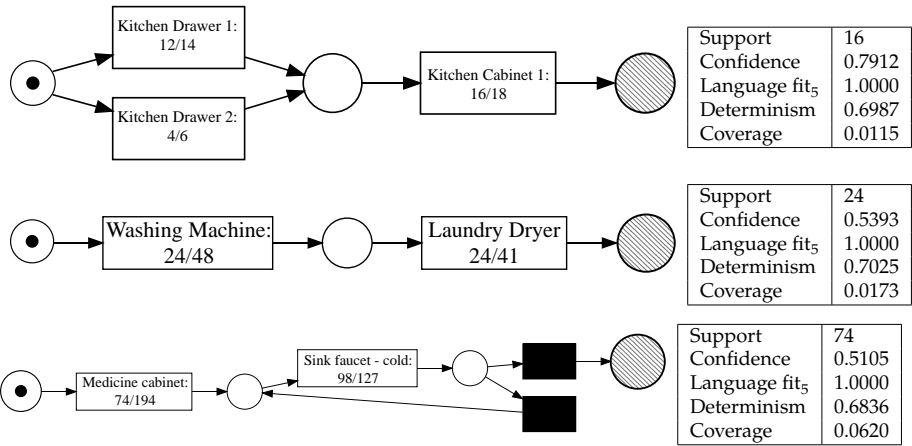 Kitchen Drawer 1:
12/14
Kitchen Drawer 2:
4/6
Kitchen Cabinet 1:
16/18
Support 16
Confidence 0.7912
Language fit₅ 1.0000
Determinism 0.6987
Coverage 0.0115
Washing Machine:
24/48
Laundry Dryer
24/41
Support 24
Confidence 0.5393
Language fit₅ 1.0000
Determinism 0.7025
Coverage 0.0173
Medicine cabinet:
74/194
Sink faucet - cold:
98/127
Support 74
Confidence 0.5105
Language fit₅ 1.0000
Determinism 0.6836
Coverage 0.0620